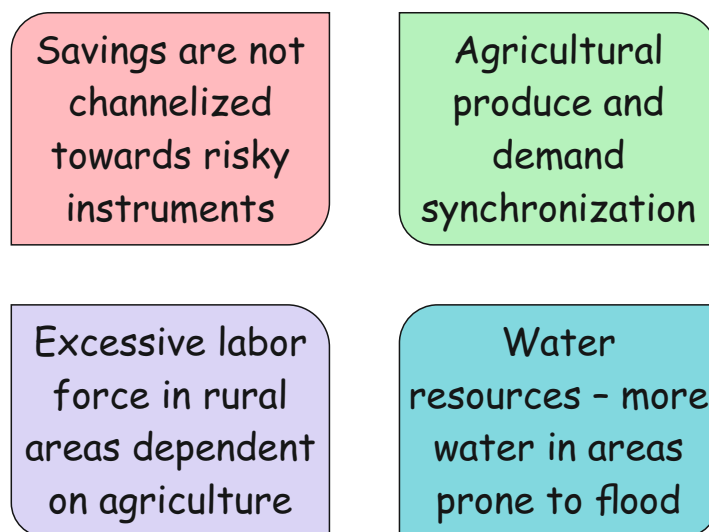 Savings are not
channelized
towards risky
instruments
Agricultural
produce and
demand
synchronization
Excessive labor
force in rural
areas dependent
on agriculture
Water
resources – more
water in areas
prone to flood